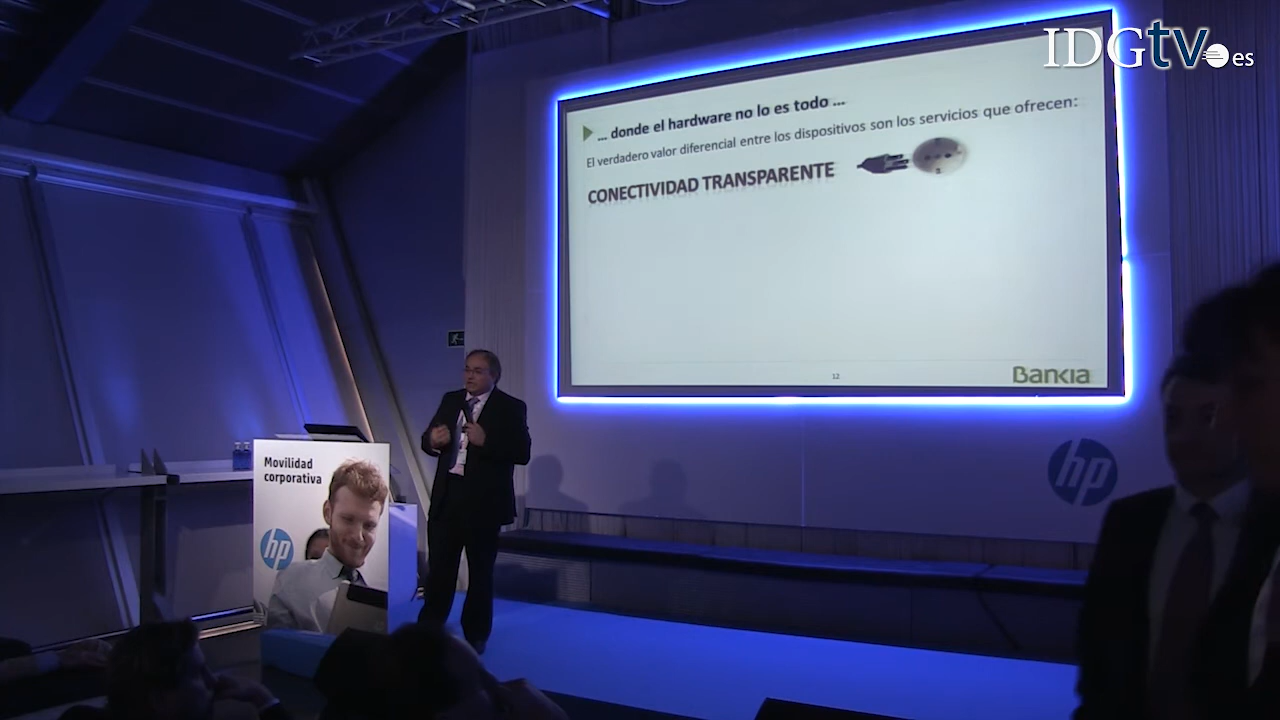 IDGtv.es
... donde el hardware no lo es todo ...
El verdadero valor diferencial entre los dispositivos son los servicios que ofrecen:
CONECTIVIDAD TRANSPARENTE
12
Bankia
Movilidad
corporativa
hp
hp